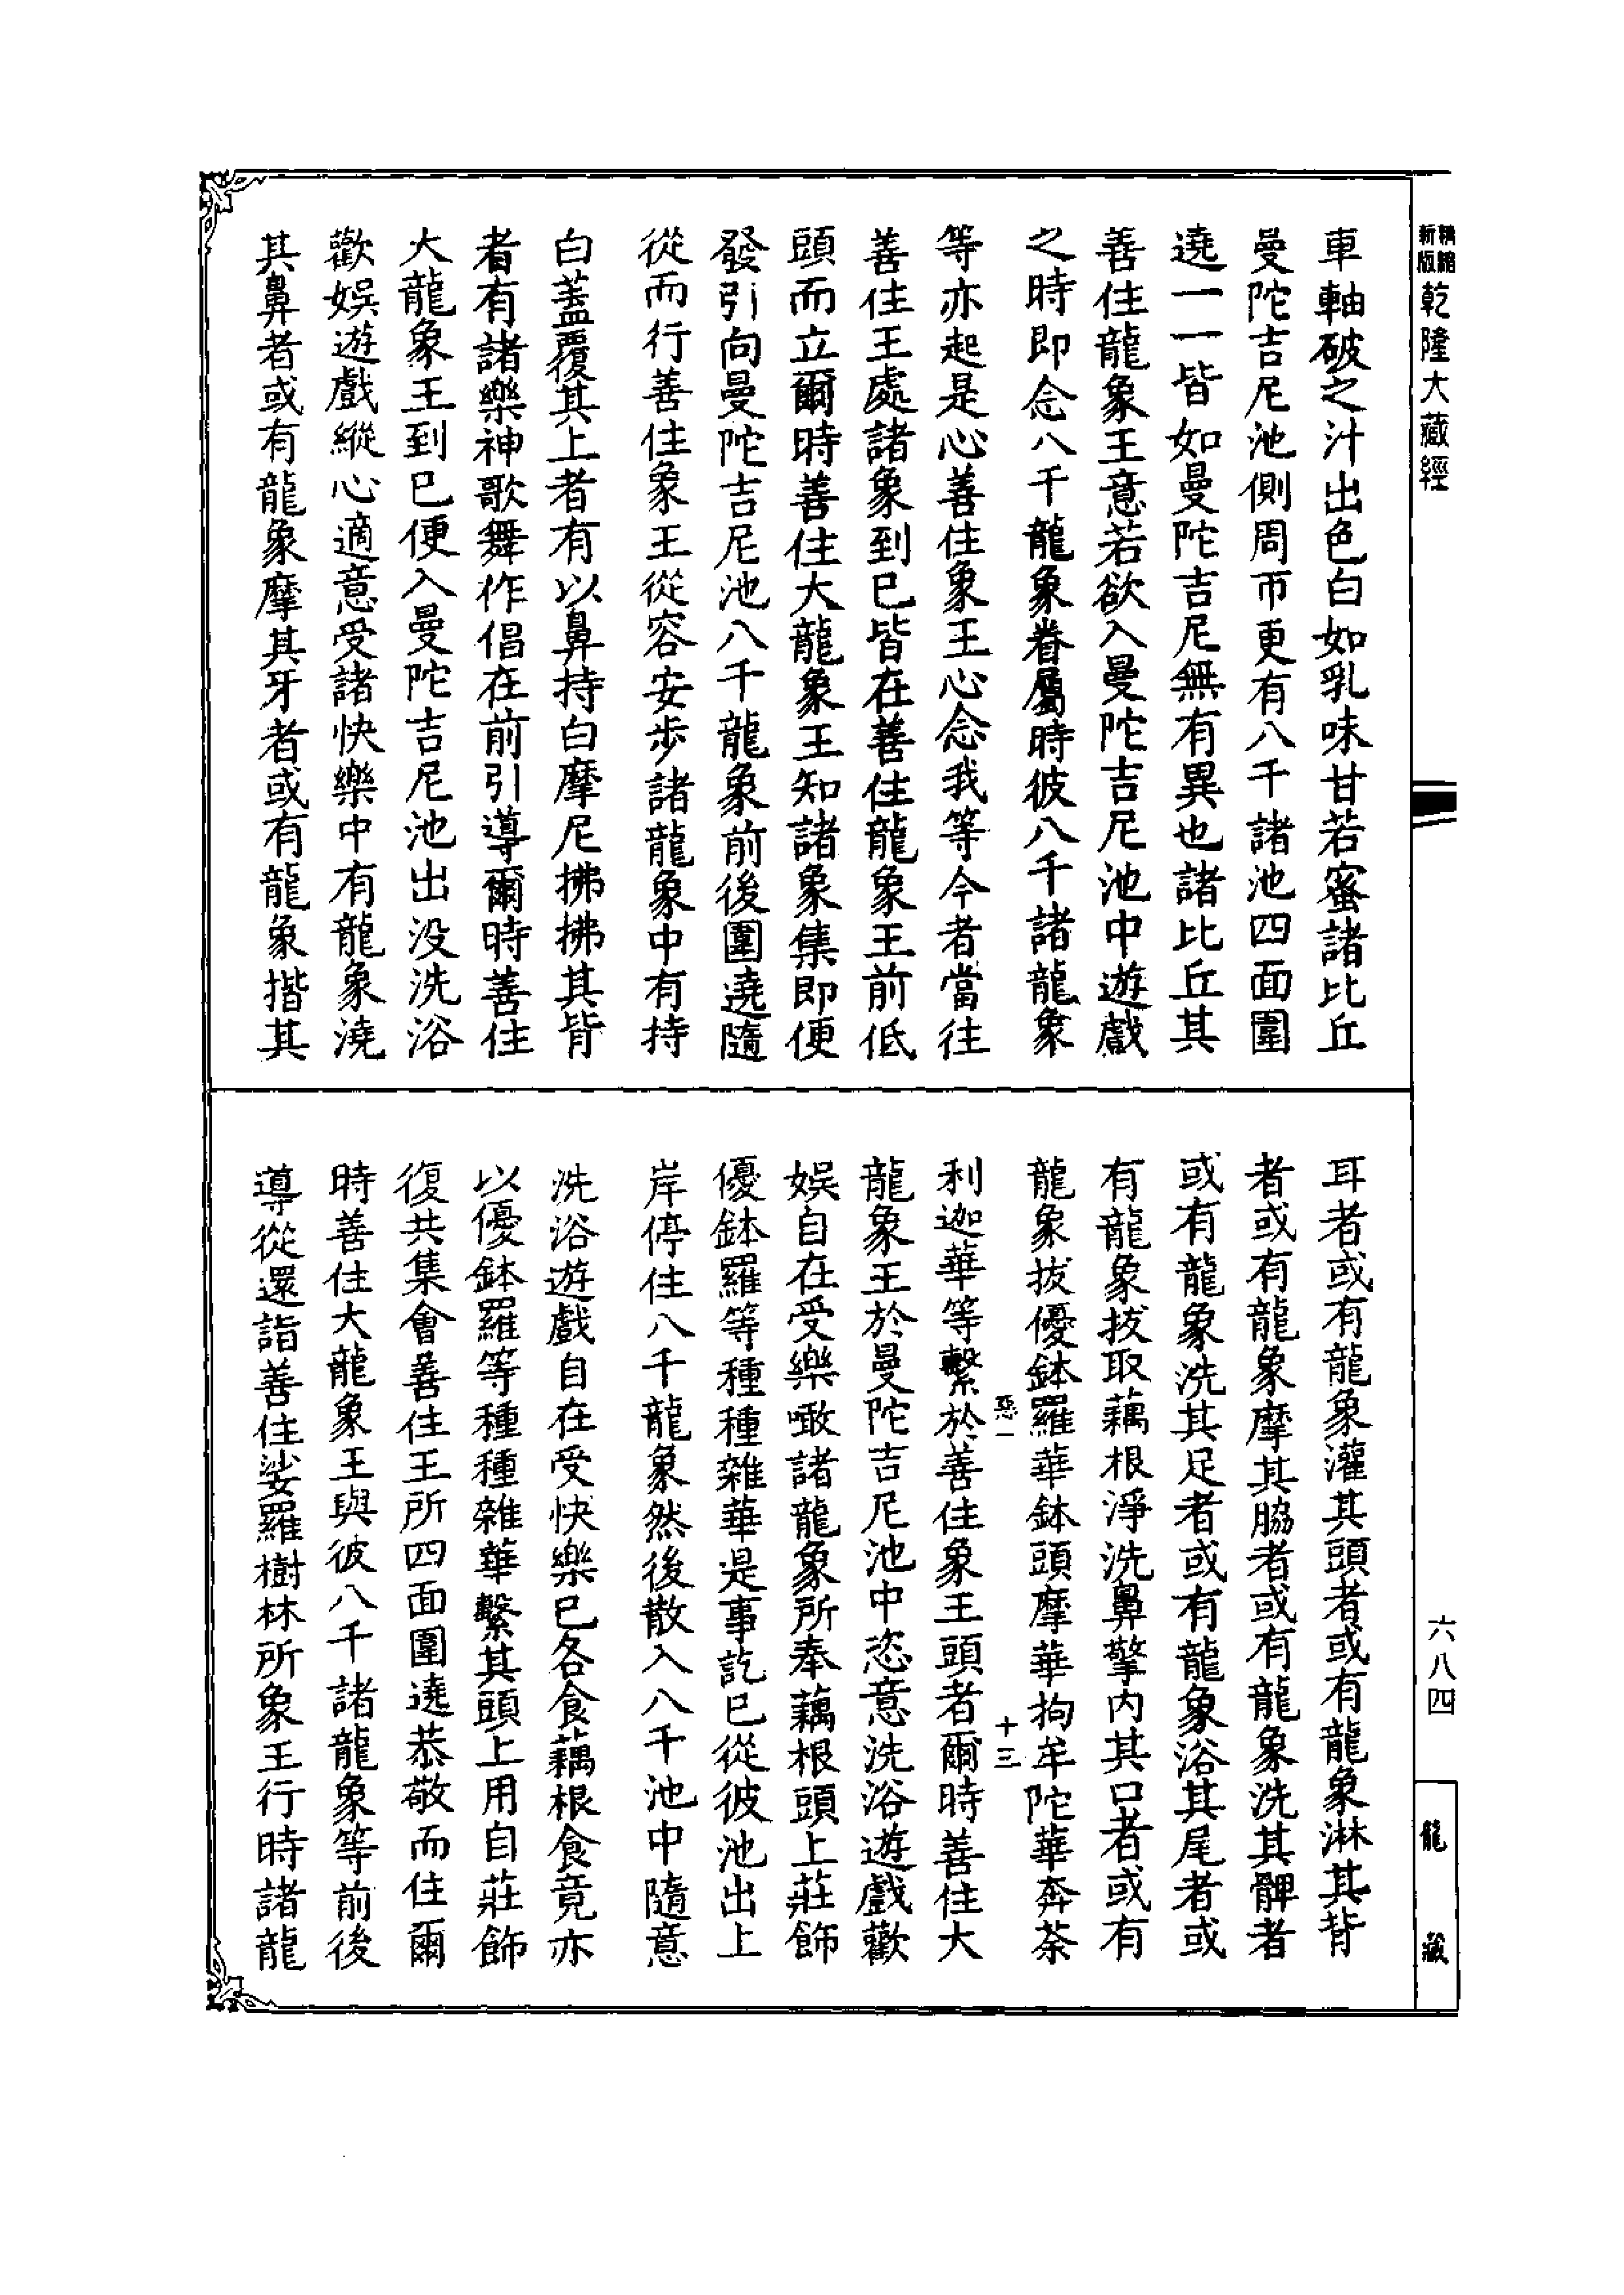 精縮
新版
乾隆大藏經
車軸破之汁出色白如乳味甘若蜜諸比丘
曼陀吉尼池側周帀更有八千諸池四面圍
遶一一皆如曼陀吉尼無有異也諸比丘其
善住龍象王意若欲入曼陀吉尼池中遊戲
之時即念八千龍象眷屬時彼八千諸龍象
等亦起是心善住象王心念我等今者當往
善住王處諸象到已皆在善住龍象王前低
頭而立爾時善住大龍象王知諸象集即便
發引向曼陀吉尼池八千龍象前後圍遶隨
從而行善住象王從容安步諸龍象中有持
白蓋覆其上者有以鼻持白摩尼拂拂其背
者有諸樂神歌舞作倡在前引導爾時善住
大龍象王到已便入曼陀吉尼池出没洗浴
歡娛遊戲縱心適意受諸快樂中有龍象澆
其鼻者或有龍象摩其牙者或有龍象揩其
耳者或有龍象灌其頭者或有龍象淋其背
者或有龍象摩其脇者或有龍象洗其髀者
或有龍象洗其足者或有龍象浴其尾者或
有龍象拔取藕根淨洗鼻擎内其口者或有
龍象拔優鉢羅華鉢頭摩華拘牟陀華奔荼
惡一
十三
利迦華等繫於善住象王頭者爾時善住大
龍象王於曼陀吉尼池中恣意洗浴遊戲歡
娛自在受樂噉諸龍象所奉藕根頭上莊飾
優鉢羅等種種雜華是事訖已從彼池出上
岸停住八千龍象然後散入八千池中隨意
洗浴遊戲自在受快樂已各食藕根食竟亦
以優鉢羅等種種雜華繫其頭上用自莊飾
復共集會善住王所四面圍遶恭敬而住爾
時善住大龍象王與彼八千諸龍象等前後
導從還詣善住娑羅樹林所象王行時諸龍
六八四
龍藏